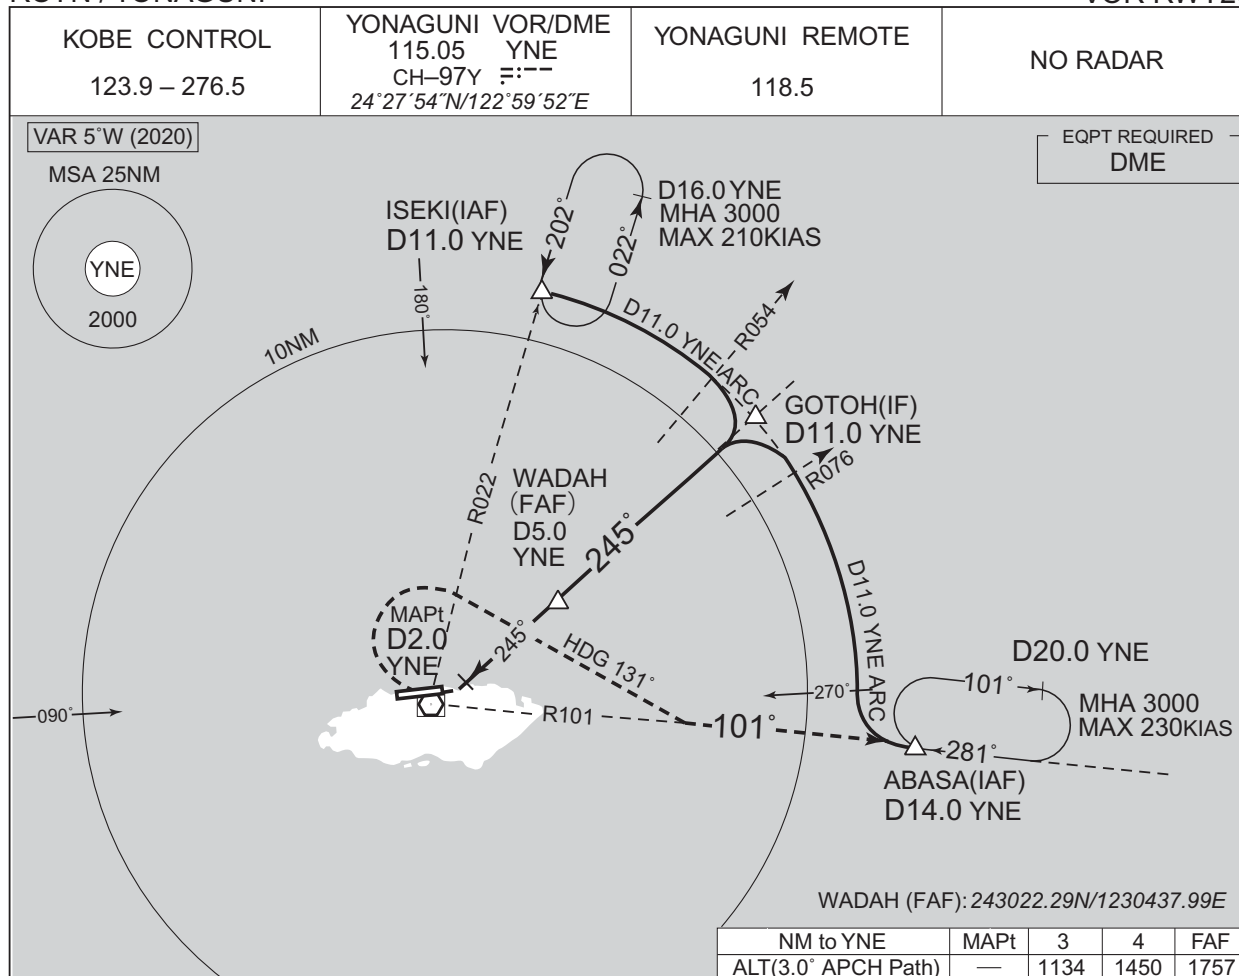 KOBE CONTROL
123.9 – 276.5
YONAGUNI VOR/DME
115.05 YNE
CH–97Y
24°27´54˝N/122°59´52˝E
YONAGUNI REMOTE
118.5
NO RADAR
VAR 5°W (2020)
MSA 25NM
YNE
2000
EQPT REQUIRED
DME
ISEKI(IAF)
D11.0 YNE
180°
10NM
202°
022°
D16.0 YNE
MHA 3000
MAX 210KIAS
D11.0 YNE ARC
R054
GOTOH(IF)
D11.0 YNE
R076
R022
WADAH
(FAF)
D5.0
YNE
245°
D11.0 YNE ARC
MAPt
D2.0
YNE
245°
HDG 131°
090°
R101
101°
270°
D20.0 YNE
101°
MHA 3000
MAX 230KIAS
281°
ABASA(IAF)
D14.0 YNE
WADAH (FAF): 243022.29N/1230437.99E
NM to YNE MAPt 3 4 FAF
ALT(3.0° APCH Path) — 1134 1450 1757